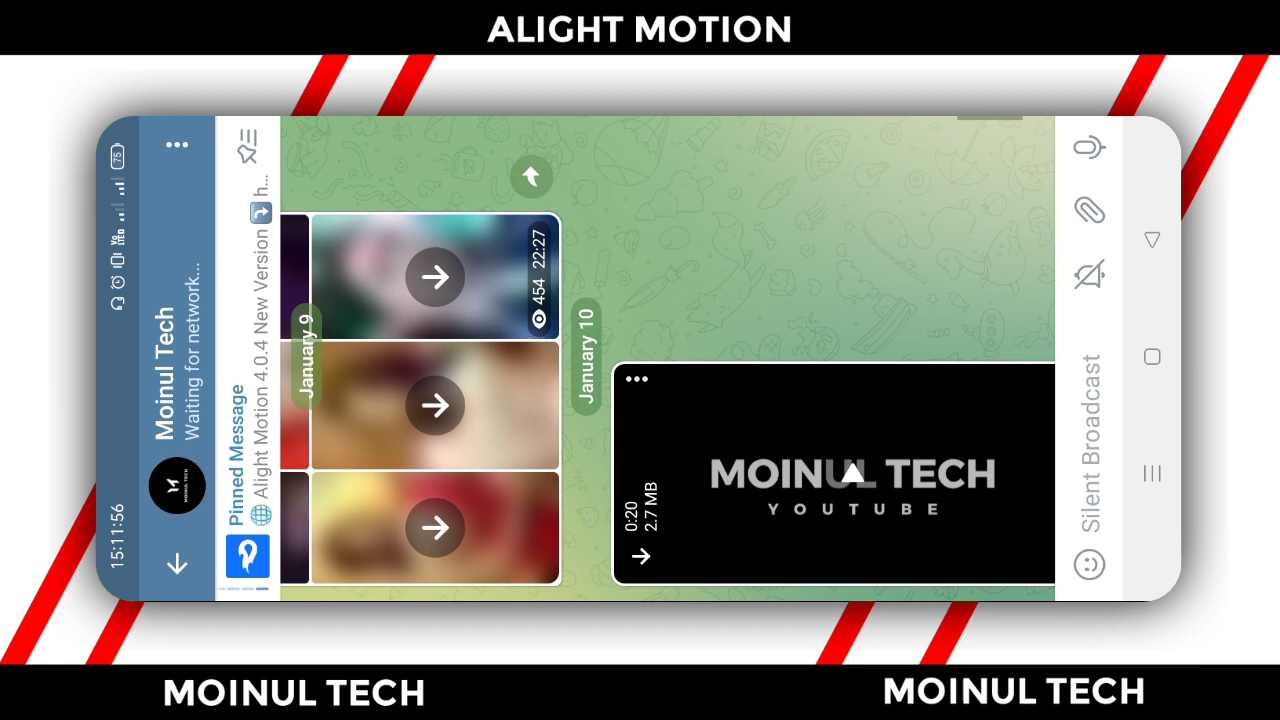 ALIGHT MOTION
15:11:56
75
Moinul Tech
Waiting for network...
Pinned Message
Alight Motion 4.0.4 New Version h...
January 9
454 22:27
January 10
0:20
2.7 MB
MOINUL TECH
YOUTUBE
Silent Broadcast
MOINUL TECH
MOINUL TECH